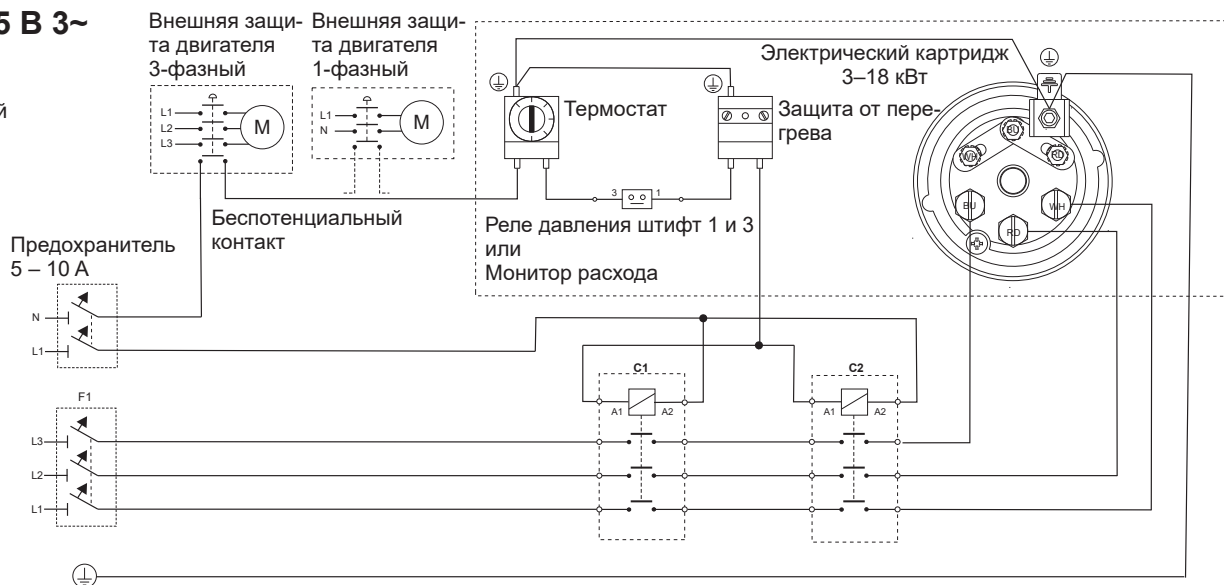 5 В 3~
й
Внешняя защи-
та двигателя
3-фазный
Внешняя защи-
та двигателя
1-фазный
L1
L2
L3
M
L1
N
M
Термостат
Защита от пере-
грева
Электрический картридж
3–18 кВт
BU
WH
RD
BU
WH
RD
3
1
Беспотенциальный
контакт
Реле давления штифт 1 и 3
или
Монитор расхода
Предохранитель
5 – 10 A
N
L1
C1
A1
A2
C2
A1
A2
F1
L3
L2
L1